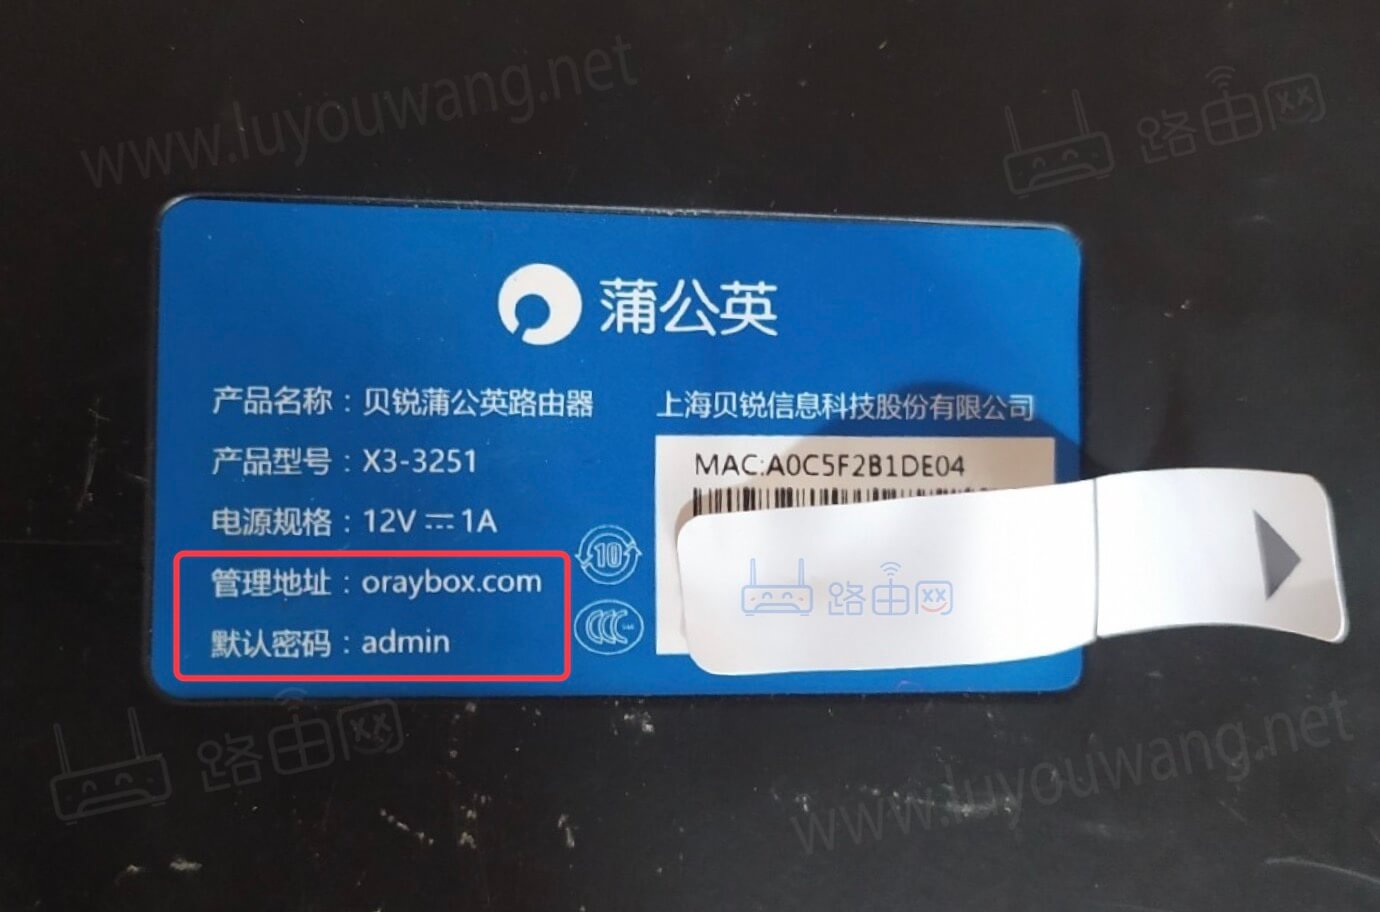 www.luyouwang.net
路由网
蒲公英
产品名称：贝锐蒲公英路由器
上海贝锐信息科技股份有限公司
产品型号：X3-3251
MAC:A0C5F2B1DE04
电源规格：12V⎓1A
10
管理地址：oraybox.com
路由网
默认密码：admin
CCC
路由网
www.luyouwang.net